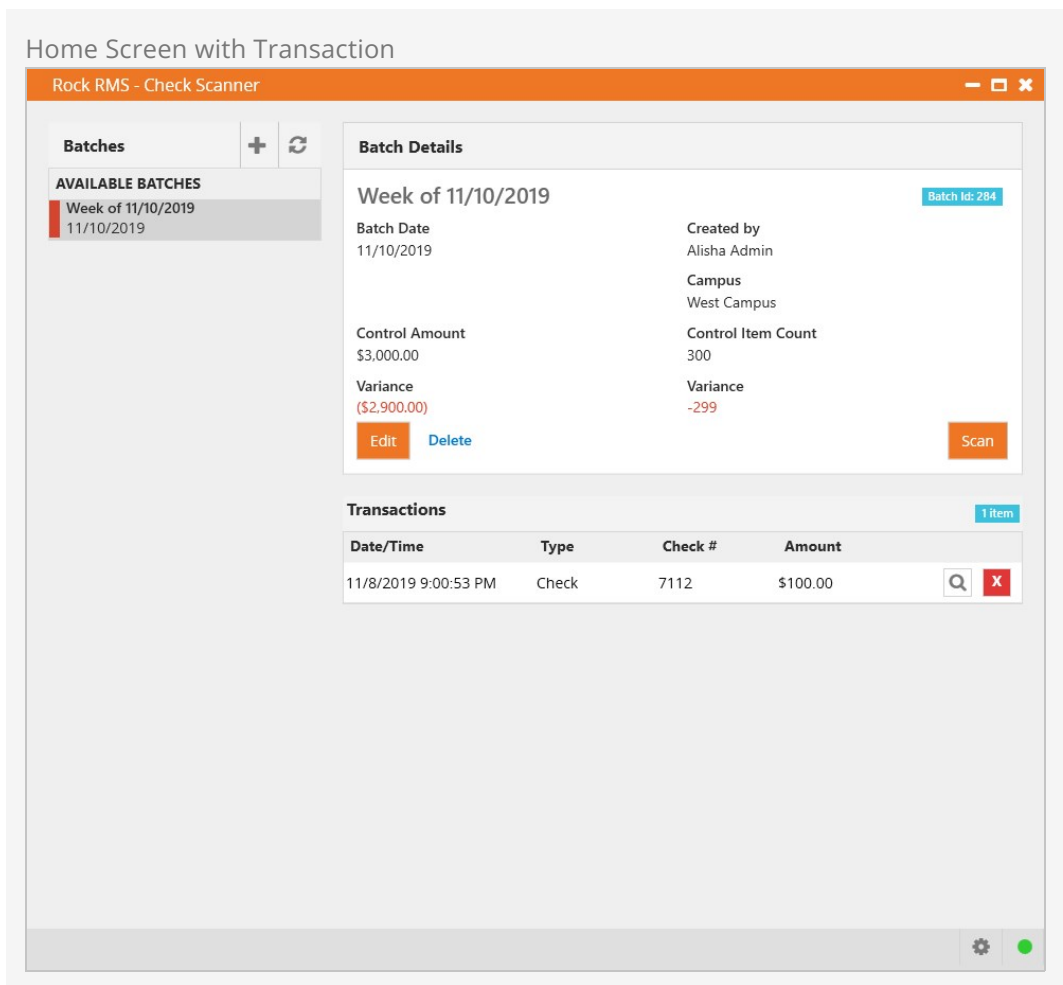 Home Screen with Transaction
Rock RMS - Check Scanner
Batches
AVAILABLE BATCHES
Week of 11/10/2019
11/10/2019
Batch Details
Week of 11/10/2019
Batch Id: 284
Batch Date
11/10/2019
Created by
Alisha Admin
Campus
West Campus
Control Amount
$3,000.00
Control Item Count
300
Variance
($2,900.00)
Variance
-299
Edit
Delete
Scan
Transactions
1 item
Date/Time Type Check # Amount
11/8/2019 9:00:53 PM Check 7112 $100.00 X